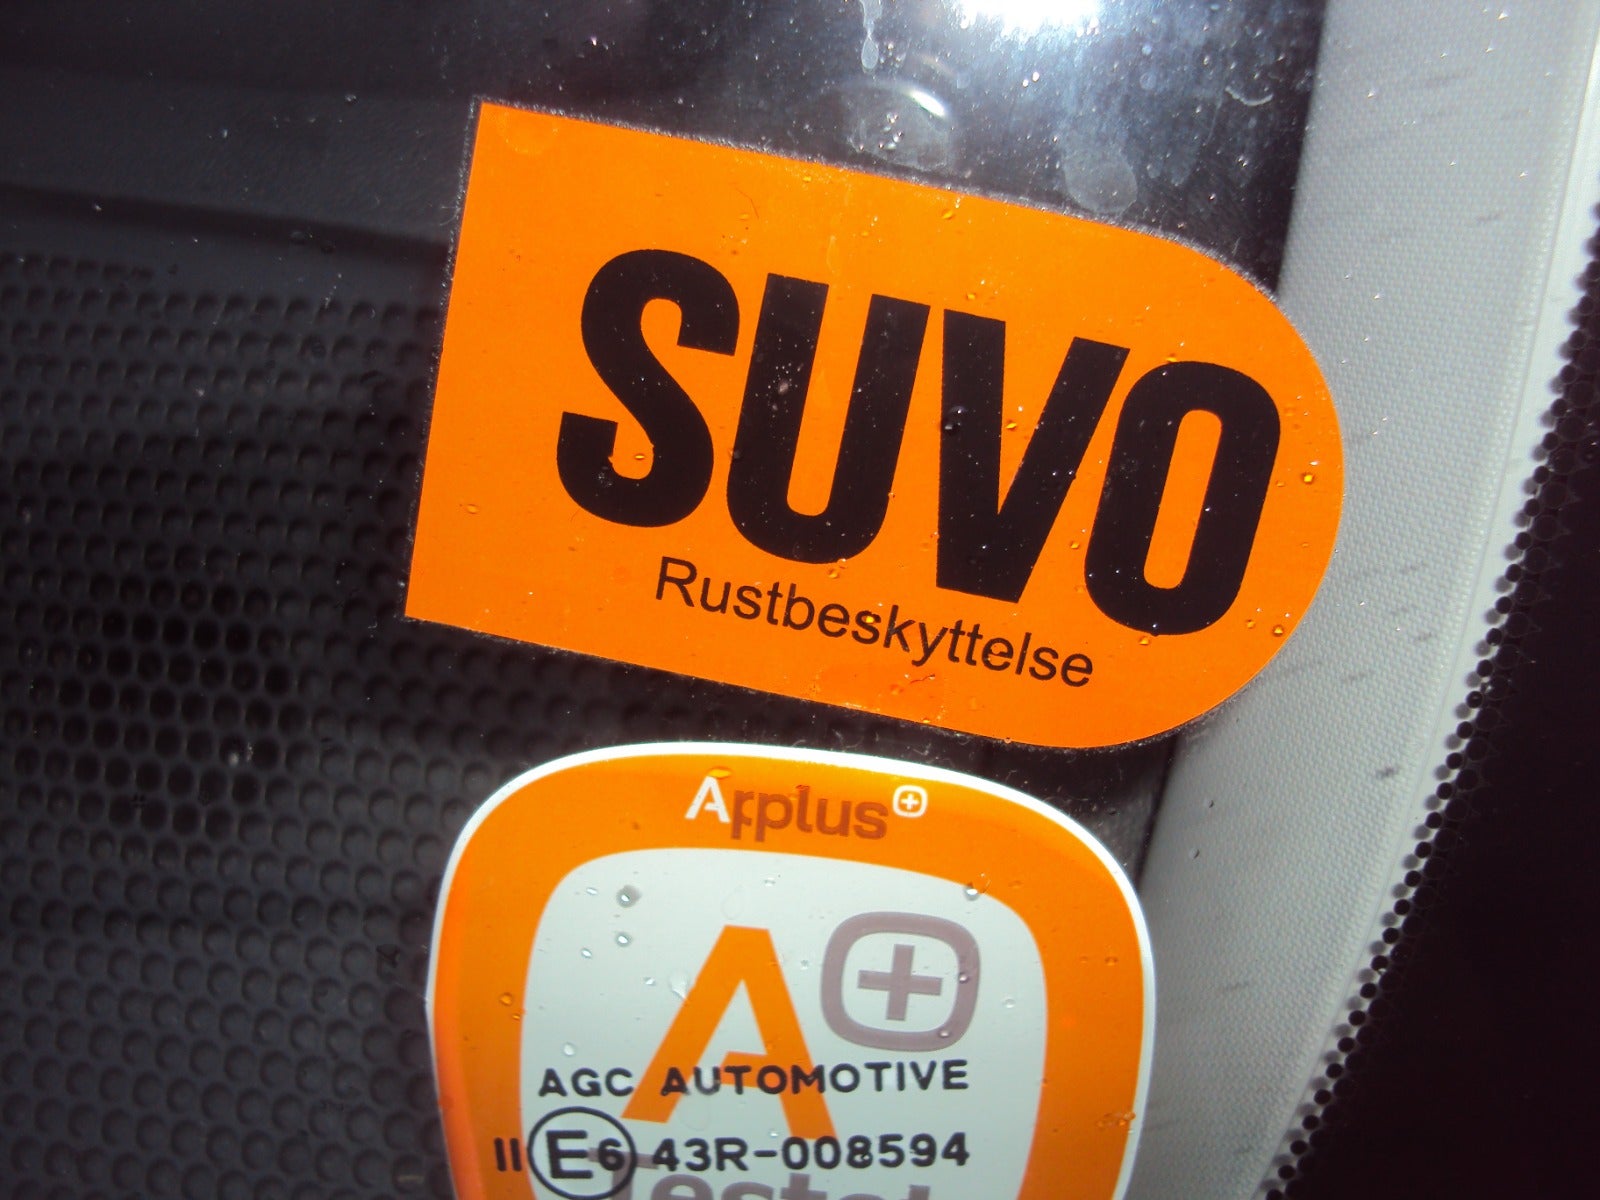 SUVO
Rustbeskyttelse
Applus+
A+
AGC AUTOMOTIVE
II E6 43R-008594